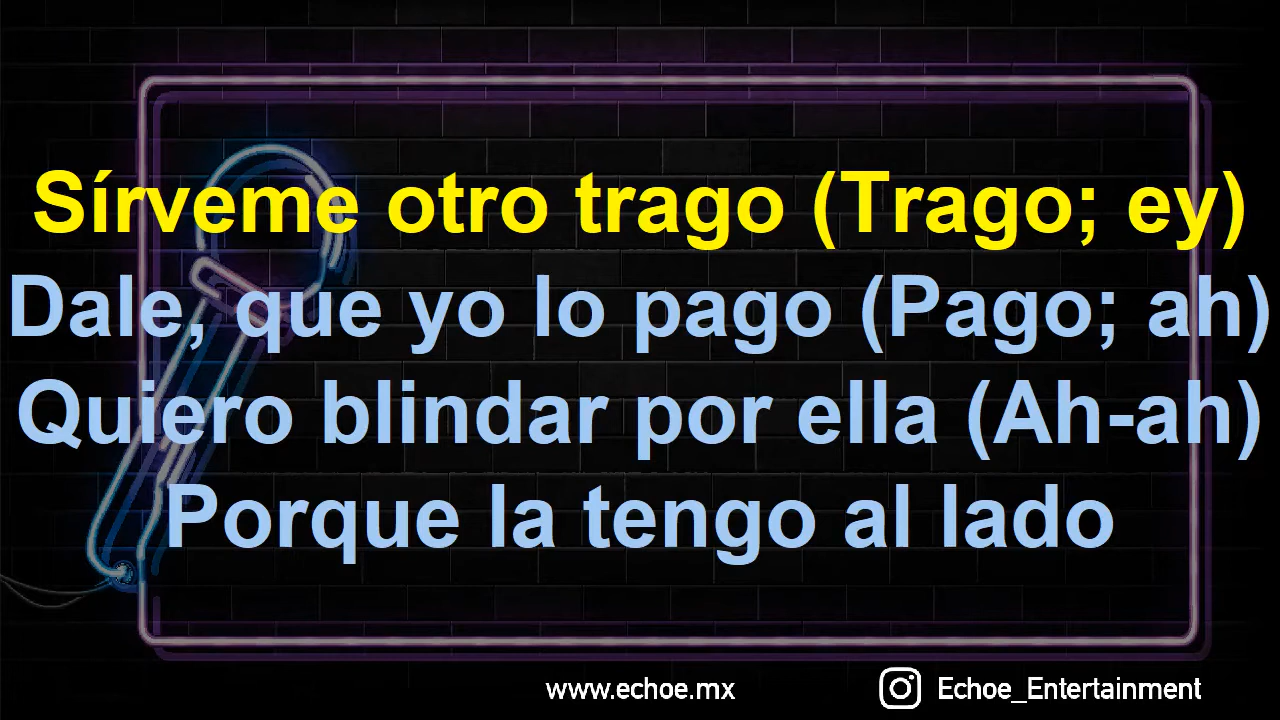 Sírveme otro trago (Trago; ey)
Dale, que yo lo pago (Pago; ah)
Quiero blindar por ella (Ah-ah)
Porque la tengo al lado
www.echoe.mx
Echoe_Entertainment